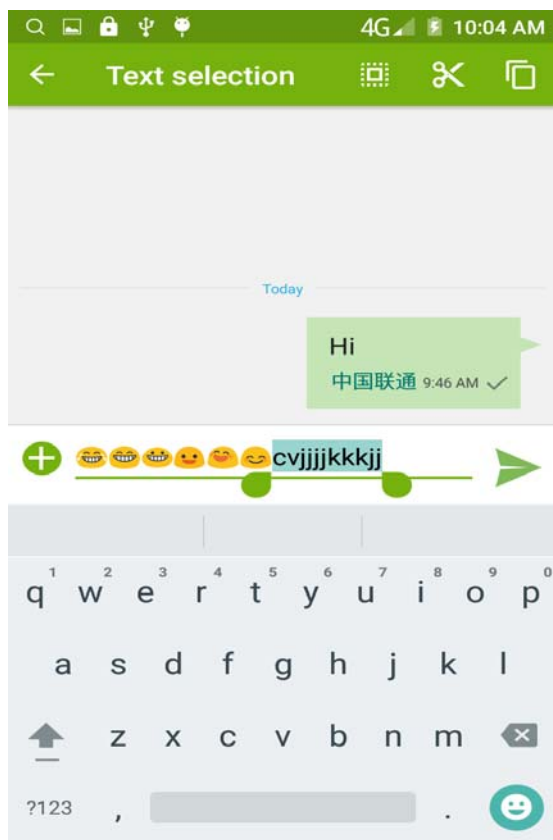 4G 10:04 AM
Text selection
Today
Hi
中国联通 9:46 AM
😂😁😀🙂😄😊cvjjjjkkkjj
1 2 3 4 5 6 7 8 9 0
q w e r t y u i o p
a s d f g h j k l
z x c v b n m
?123 , .